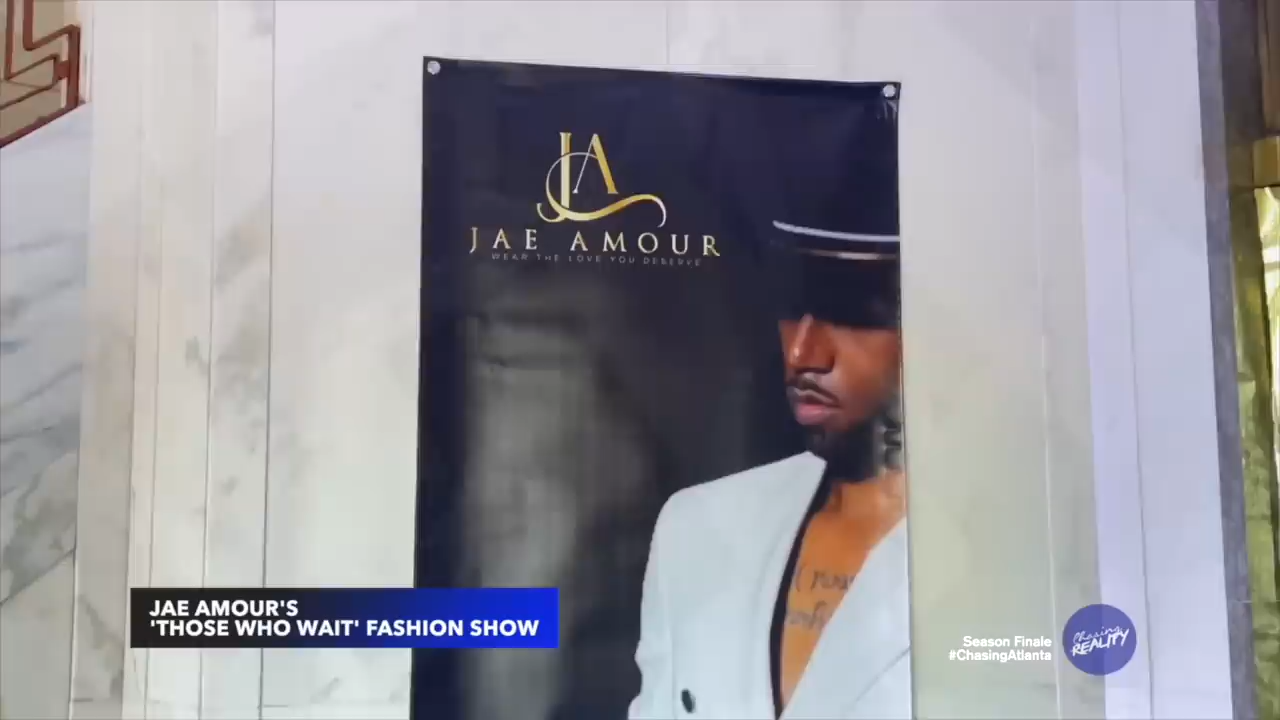 JA
JAE AMOUR
WEAR THE LOVE YOU DESERVE
JAE AMOUR'S
'THOSE WHO WAIT' FASHION SHOW
Season Finale
#ChasingAtlanta
Chasing
REALITY